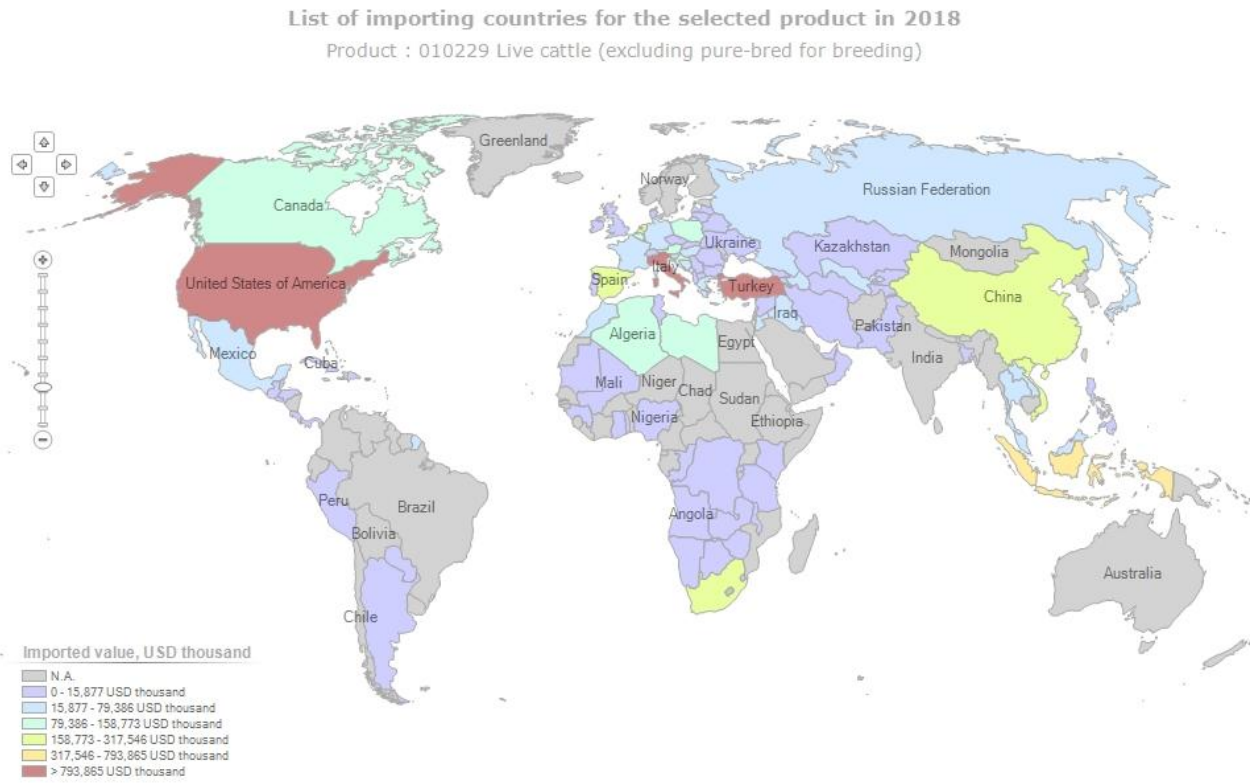 List of importing countries for the selected product in 2018
Product : 010229 Live cattle (excluding pure-bred for breeding)
Greenland
Norway
Russian Federation
Canada
Ukraine
Kazakhstan
Mongolia
Italy
United States of America
Spain
Turkey
China
Iraq
Pakistan
Algeria
Egypt
Mexico
Cuba
India
Mali
Niger
Chad
Sudan
Nigeria
Ethiopia
Peru
Brazil
Angola
Bolivia
Australia
Chile
Imported value, USD thousand
N.A.
0 - 15,877 USD thousand
15,877 - 79,386 USD thousand
79,386 - 158,773 USD thousand
158,773 - 317,546 USD thousand
317,546 - 793,865 USD thousand
> 793,865 USD thousand